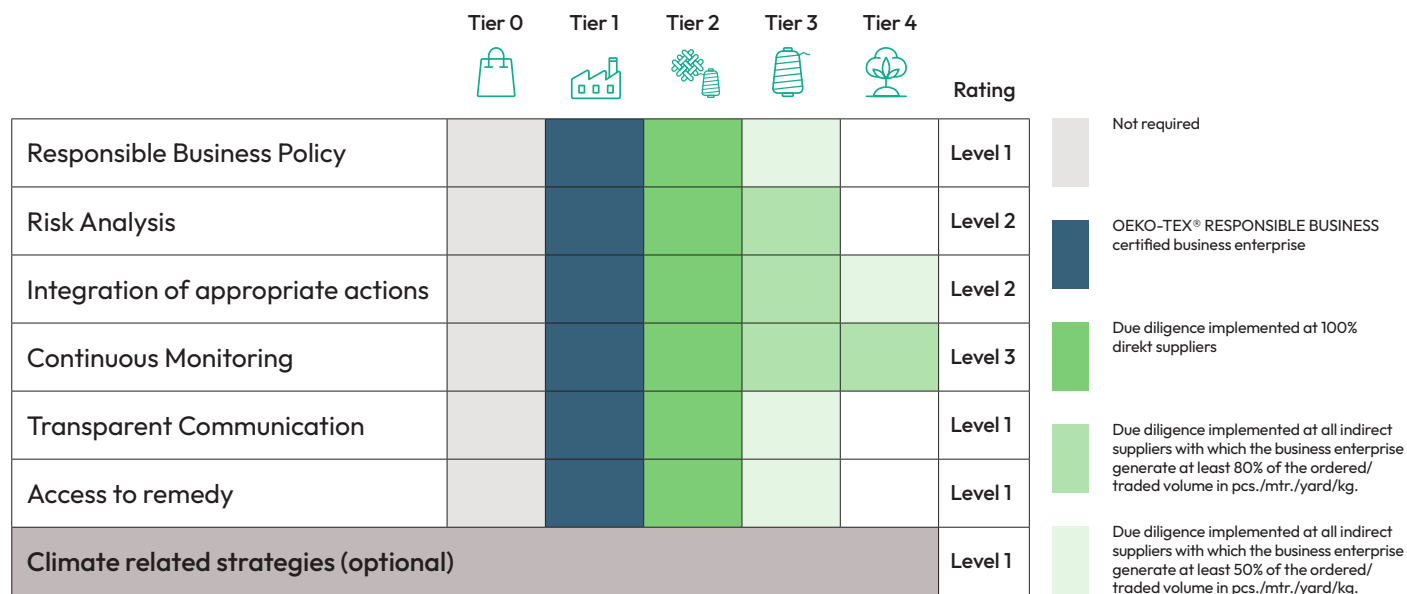 Tier 0 Tier 1 Tier 2 Tier 3 Tier 4
Rating
Responsible Business Policy Level 1
Risk Analysis Level 2
Integration of appropriate actions Level 2
Continuous Monitoring Level 3
Transparent Communication Level 1
Access to remedy Level 1
Climate related strategies (optional) Level 1
Not required
OEKO-TEX® RESPONSIBLE BUSINESS
certified business enterprise
Due diligence implemented at 100%
direkt suppliers
Due diligence implemented at all indirect
suppliers with which the business enterprise
generate at least 80% of the ordered/
traded volume in pcs./mtr./yard/kg.
Due diligence implemented at all indirect
suppliers with which the business enterprise
generate at least 50% of the ordered/
traded volume in pcs./mtr./yard/kg.